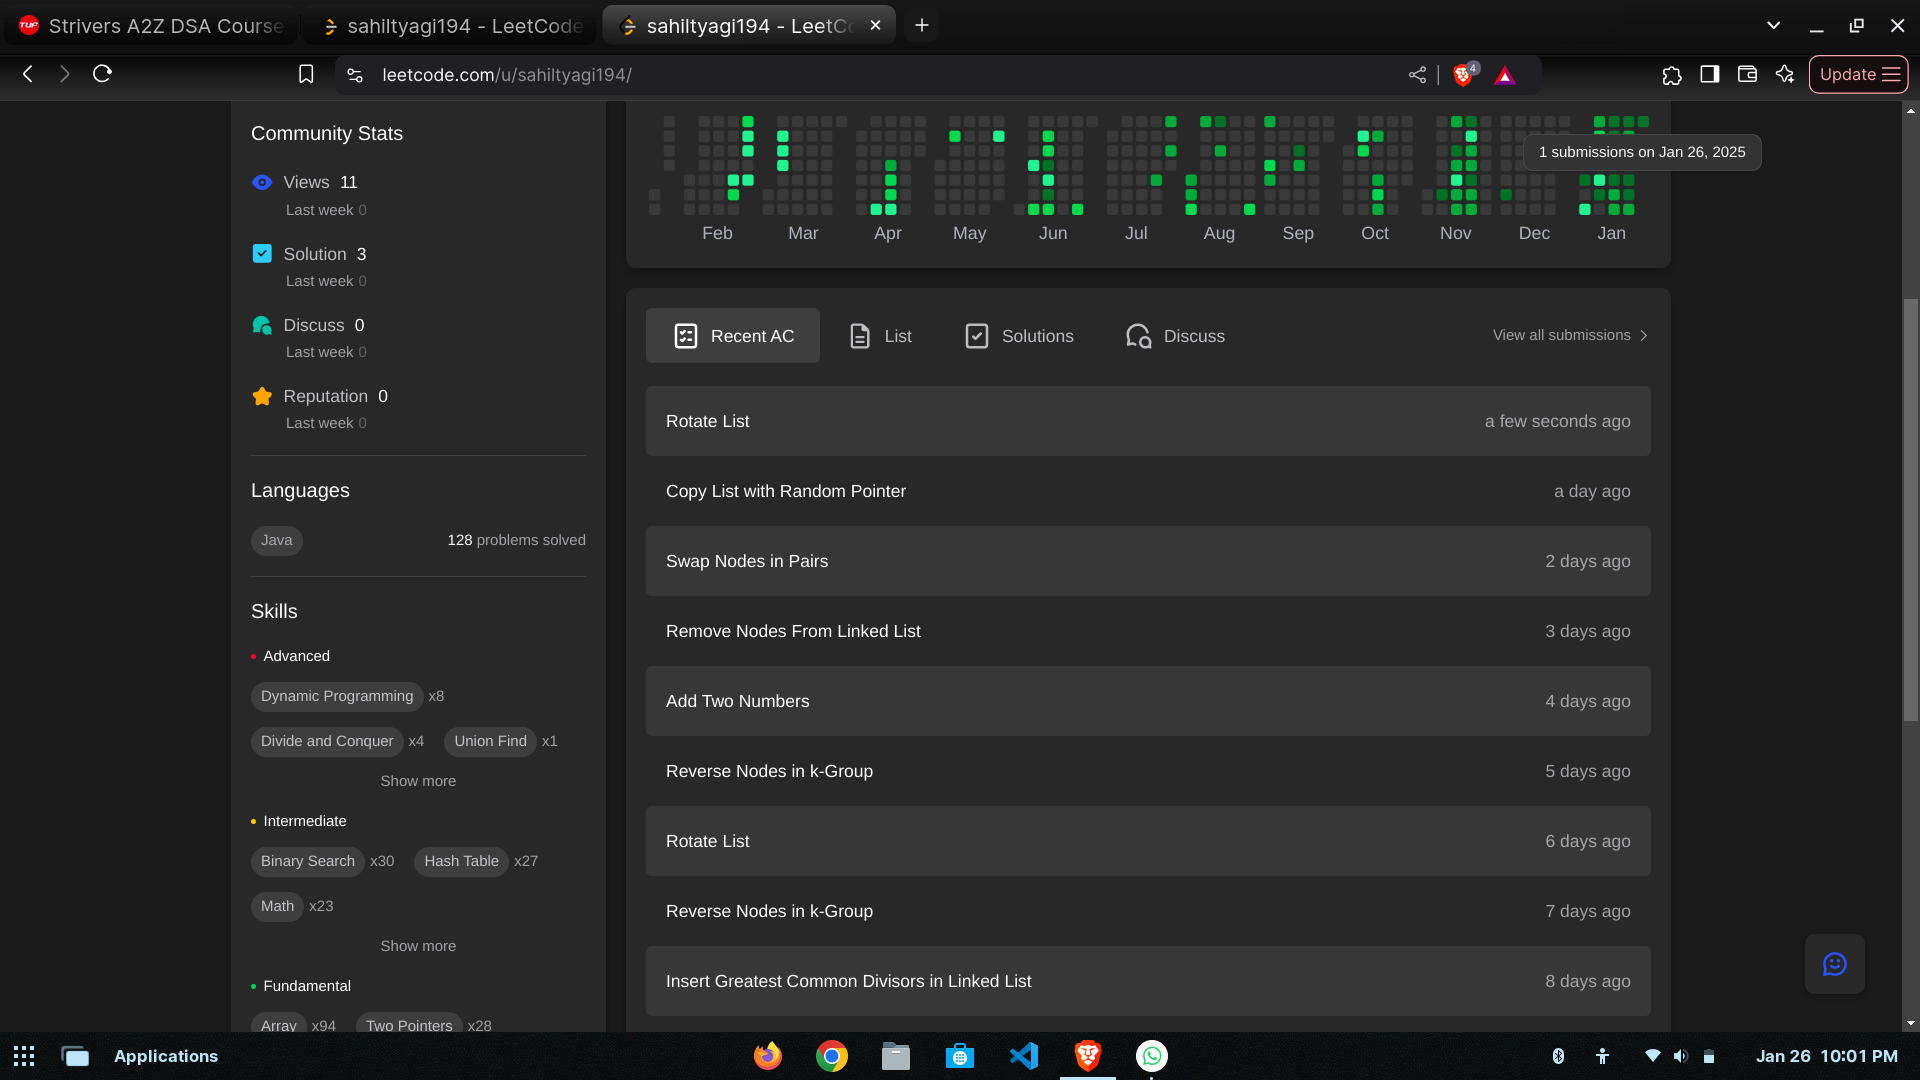 Strivers A2Z DSA Course
sahiltyagi194 - LeetCode
sahiltyagi194 - LeetCo
leetcode.com/u/sahiltyagi194/
4
Update
Community Stats
Views 11
Last week 0
Solution 3
Last week 0
Discuss 0
Last week 0
Reputation 0
Last week 0
Languages
Java 128 problems solved
Skills
Advanced
Dynamic Programming x8
Divide and Conquer x4 Union Find x1
Show more
Intermediate
Binary Search x30 Hash Table x27
Math x23
Show more
Fundamental
Array x94 Two Pointers x28
1 submissions on Jan 26, 2025
Feb Mar Apr May Jun Jul Aug Sep Oct Nov Dec Jan
Recent AC List Solutions Discuss View all submissions
Rotate List a few seconds ago
Copy List with Random Pointer a day ago
Swap Nodes in Pairs 2 days ago
Remove Nodes From Linked List 3 days ago
Add Two Numbers 4 days ago
Reverse Nodes in k-Group 5 days ago
Rotate List 6 days ago
Reverse Nodes in k-Group 7 days ago
Insert Greatest Common Divisors in Linked List 8 days ago
Applications
Jan 26 10:01 PM